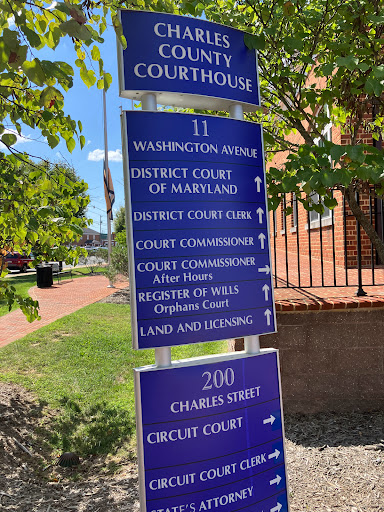 CHARLES
COUNTY
COURTHOUSE
11
WASHINGTON AVENUE
DISTRICT COURT
OF MARYLAND
DISTRICT COURT CLERK
COURT COMMISSIONER
COURT COMMISSIONER
After Hours
REGISTER OF WILLS
Orphans Court
LAND AND LICENSING
200
CHARLES STREET
CIRCUIT COURT
CIRCUIT COURT CLERK
STATE'S ATTORNEY